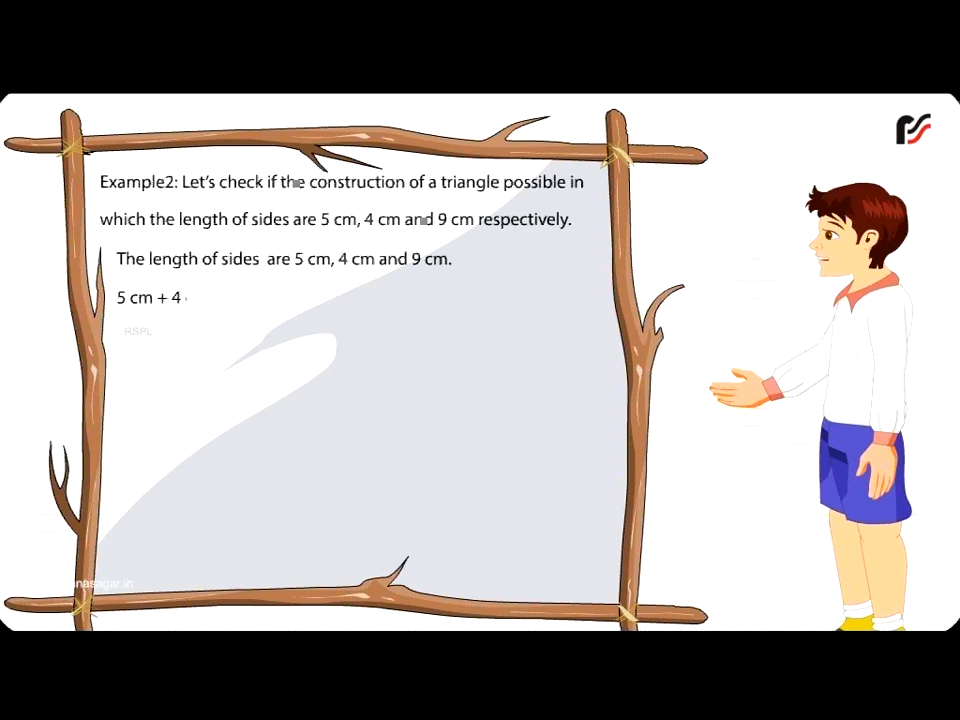 Example2: Let's check if the construction of a triangle possible in
which the length of sides are 5 cm, 4 cm and 9 cm respectively.
The length of sides are 5 cm, 4 cm and 9 cm.
5 cm + 4
RSPL